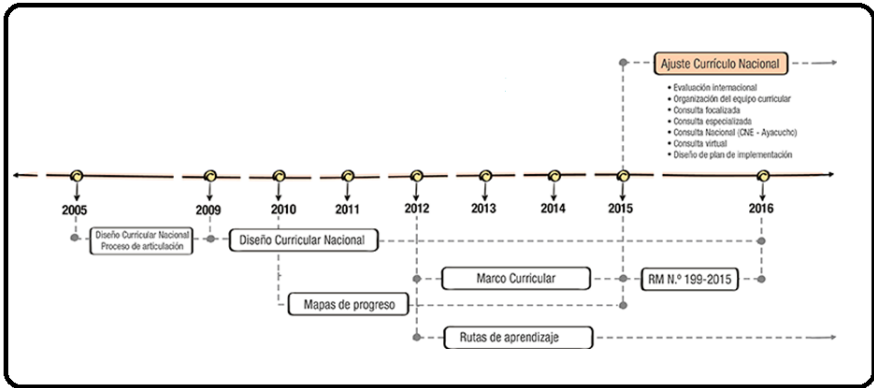 Ajuste Currículo Nacional
• Evaluación internacional
• Organización del equipo curricular
• Consulta focalizada
• Consulta especializada
• Consulta Nacional (CNE - Ayacucho)
• Consulta virtual
• Diseño de plan de implementación
2005
2009
2010
2011
2012
2013
2014
2015
2016
Diseño Curricular Nacional
Proceso de articulación
Diseño Curricular Nacional
Marco Curricular
RM N.º 199-2015
Mapas de progreso
Rutas de aprendizaje